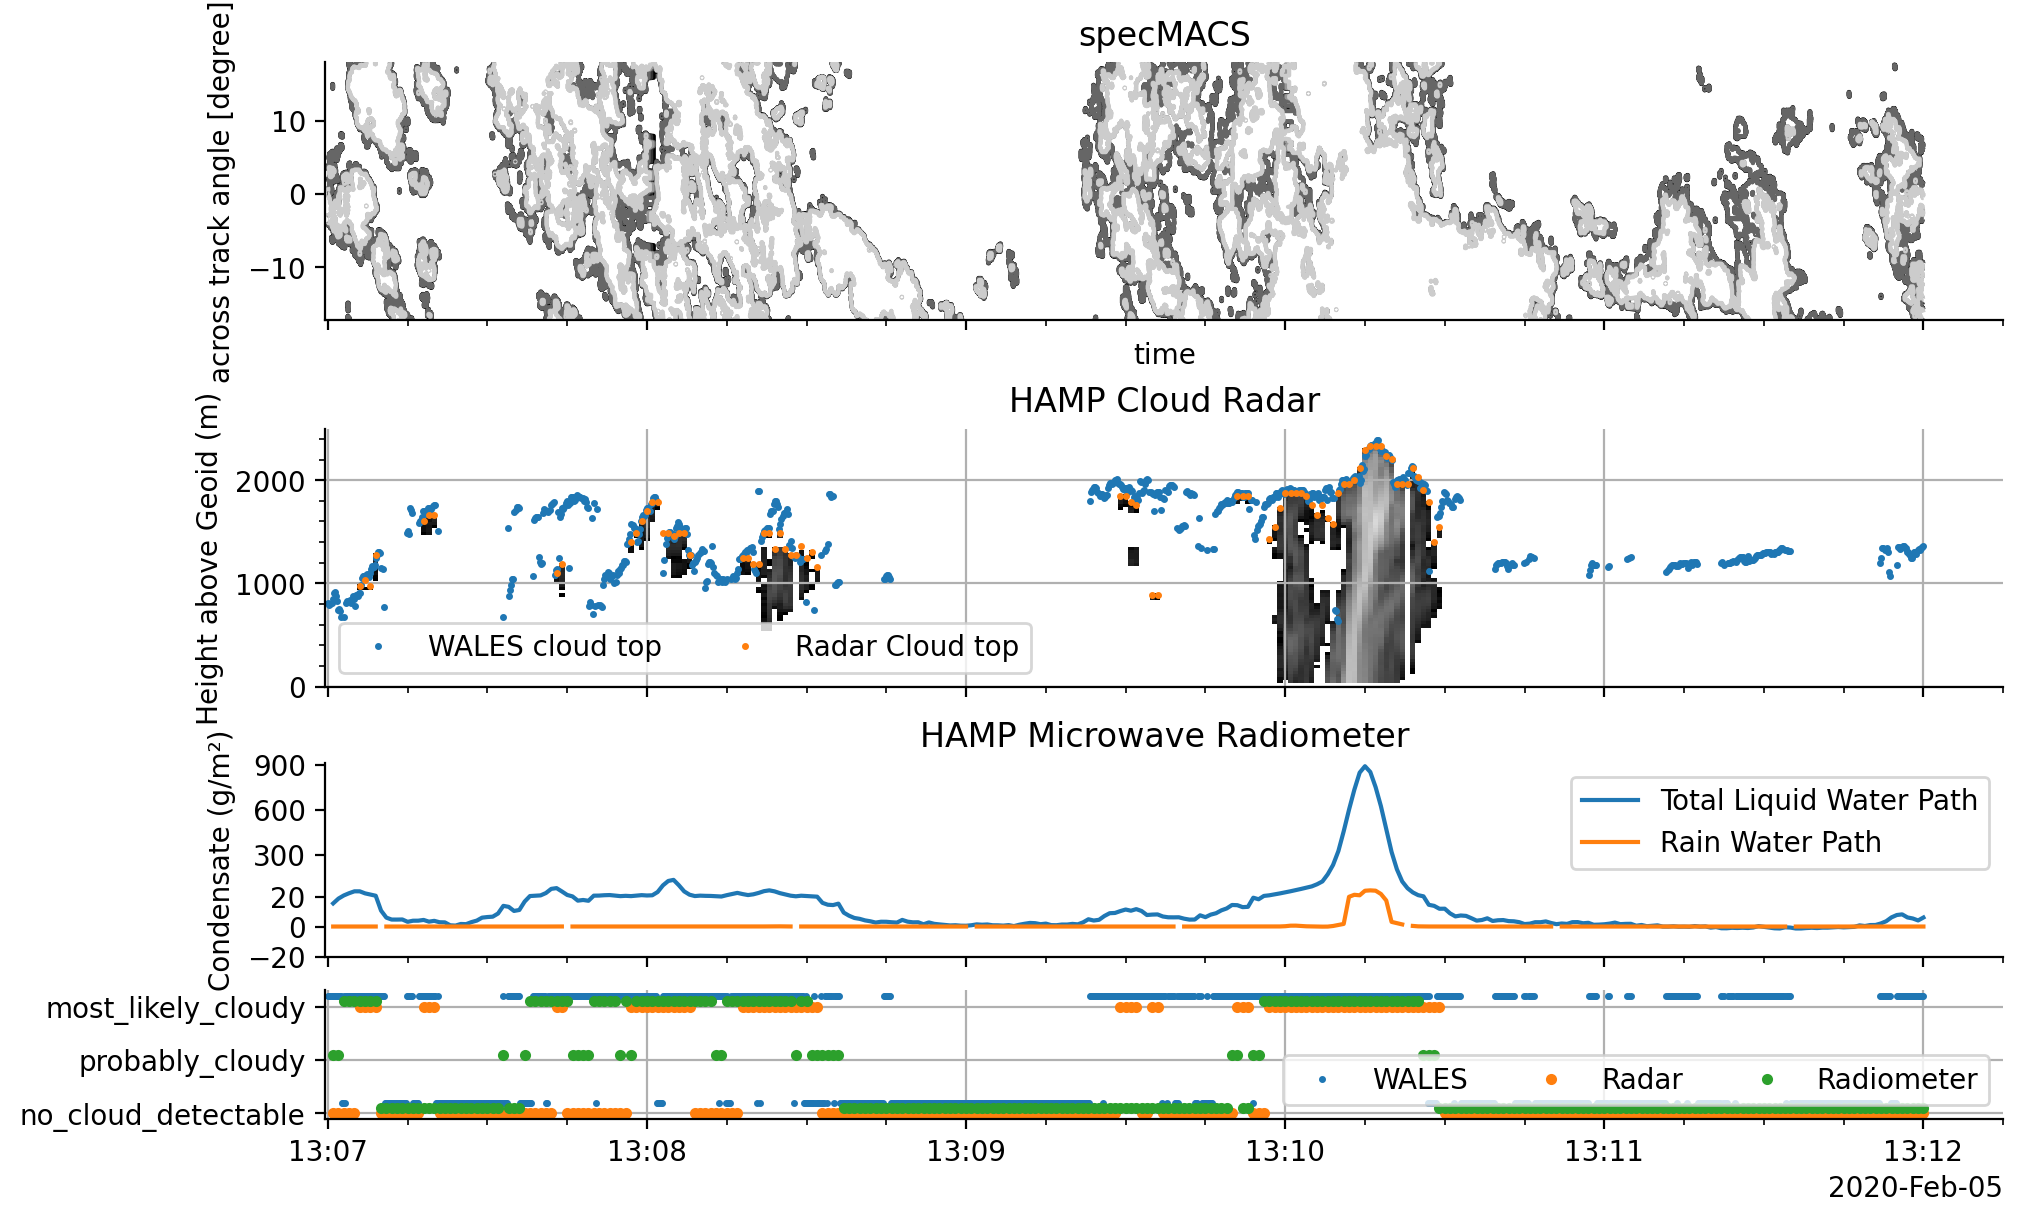 specMACS
across track angle [degree]
10
0
−10
time
HAMP Cloud Radar
Height above Geoid (m)
2000
1000
0
WALES cloud top
Radar Cloud top
HAMP Microwave Radiometer
Condensate (g/m²)
900
600
300
20
0
−20
Total Liquid Water Path
Rain Water Path
most_likely_cloudy
probably_cloudy
no_cloud_detectable
WALES Radar Radiometer
13:07 13:08 13:09 13:10 13:11 13:12
2020-Feb-05